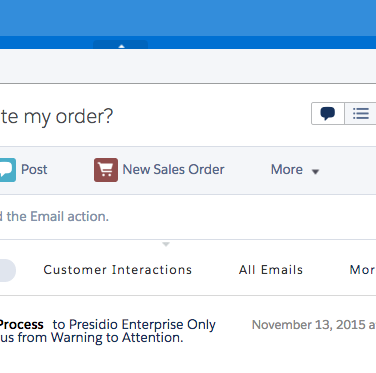 te my order?
Post New Sales Order More
the Email action.
Customer Interactions All Emails Mor
Process to Presidio Enterprise Only
us from Warning to Attention.
November 13, 2015 a